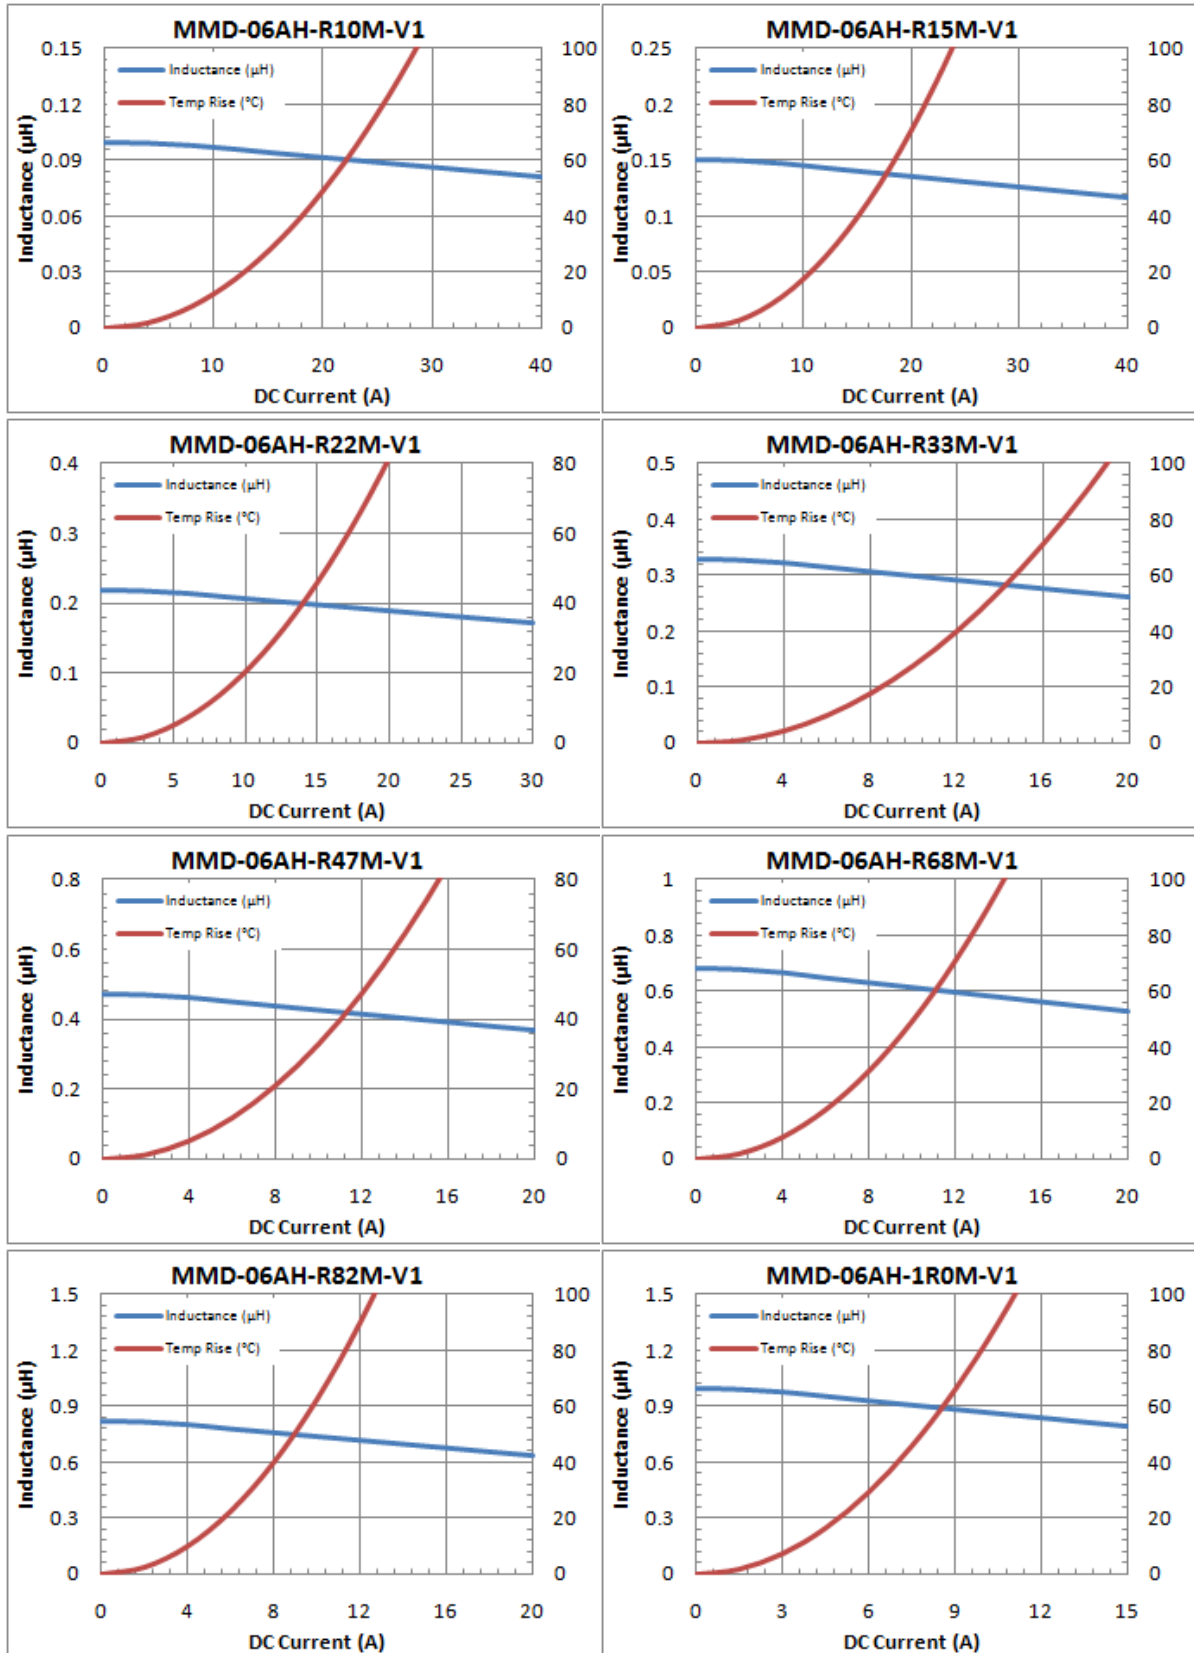 MMD-06AH-R10M-V1
Inductance (µH)
Temp Rise (°C)
0.15
0.12
0.09
0.06
0.03
0
100
80
60
40
20
0
Inductance (µH)
0 10 20 30 40
DC Current (A)
MMD-06AH-R15M-V1
Inductance (µH)
Temp Rise (°C)
0.25
0.2
0.15
0.1
0.05
0
100
80
60
40
20
0
Inductance (µH)
0 10 20 30 40
DC Current (A)
MMD-06AH-R22M-V1
Inductance (µH)
Temp Rise (°C)
0.4
0.3
0.2
0.1
0
80
60
40
20
0
Inductance (µH)
0 5 10 15 20 25 30
DC Current (A)
MMD-06AH-R33M-V1
Inductance (µH)
Temp Rise (°C)
0.5
0.4
0.3
0.2
0.1
0
100
80
60
40
20
0
Inductance (µH)
0 4 8 12 16 20
DC Current (A)
MMD-06AH-R47M-V1
Inductance (µH)
Temp Rise (°C)
0.8
0.6
0.4
0.2
0
80
60
40
20
0
Inductance (µH)
0 4 8 12 16 20
DC Current (A)
MMD-06AH-R68M-V1
Inductance (µH)
Temp Rise (°C)
1
0.8
0.6
0.4
0.2
0
100
80
60
40
20
0
Inductance (µH)
0 4 8 12 16 20
DC Current (A)
MMD-06AH-R82M-V1
Inductance (µH)
Temp Rise (°C)
1.5
1.2
0.9
0.6
0.3
0
100
80
60
40
20
0
Inductance (µH)
0 4 8 12 16 20
DC Current (A)
MMD-06AH-1R0M-V1
Inductance (µH)
Temp Rise (°C)
1.5
1.2
0.9
0.6
0.3
0
100
80
60
40
20
0
Inductance (µH)
0 3 6 9 12 15
DC Current (A)